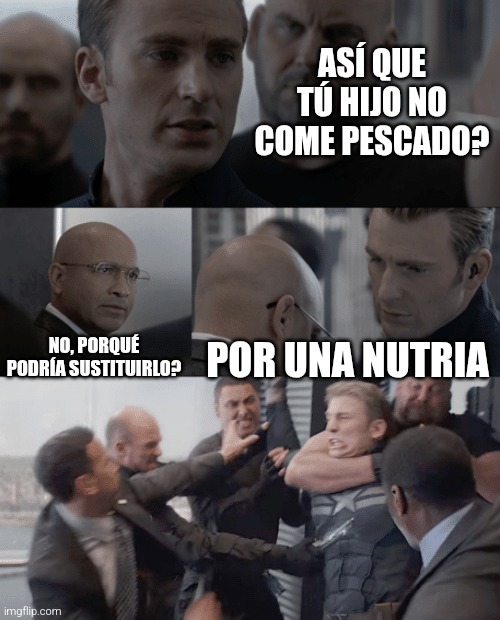 ASÍ QUE
TÚ HIJO NO
COME PESCADO?
NO, PORQUÉ
PODRÍA SUSTITUIRLO?
POR UNA NUTRIA
imgflip.com